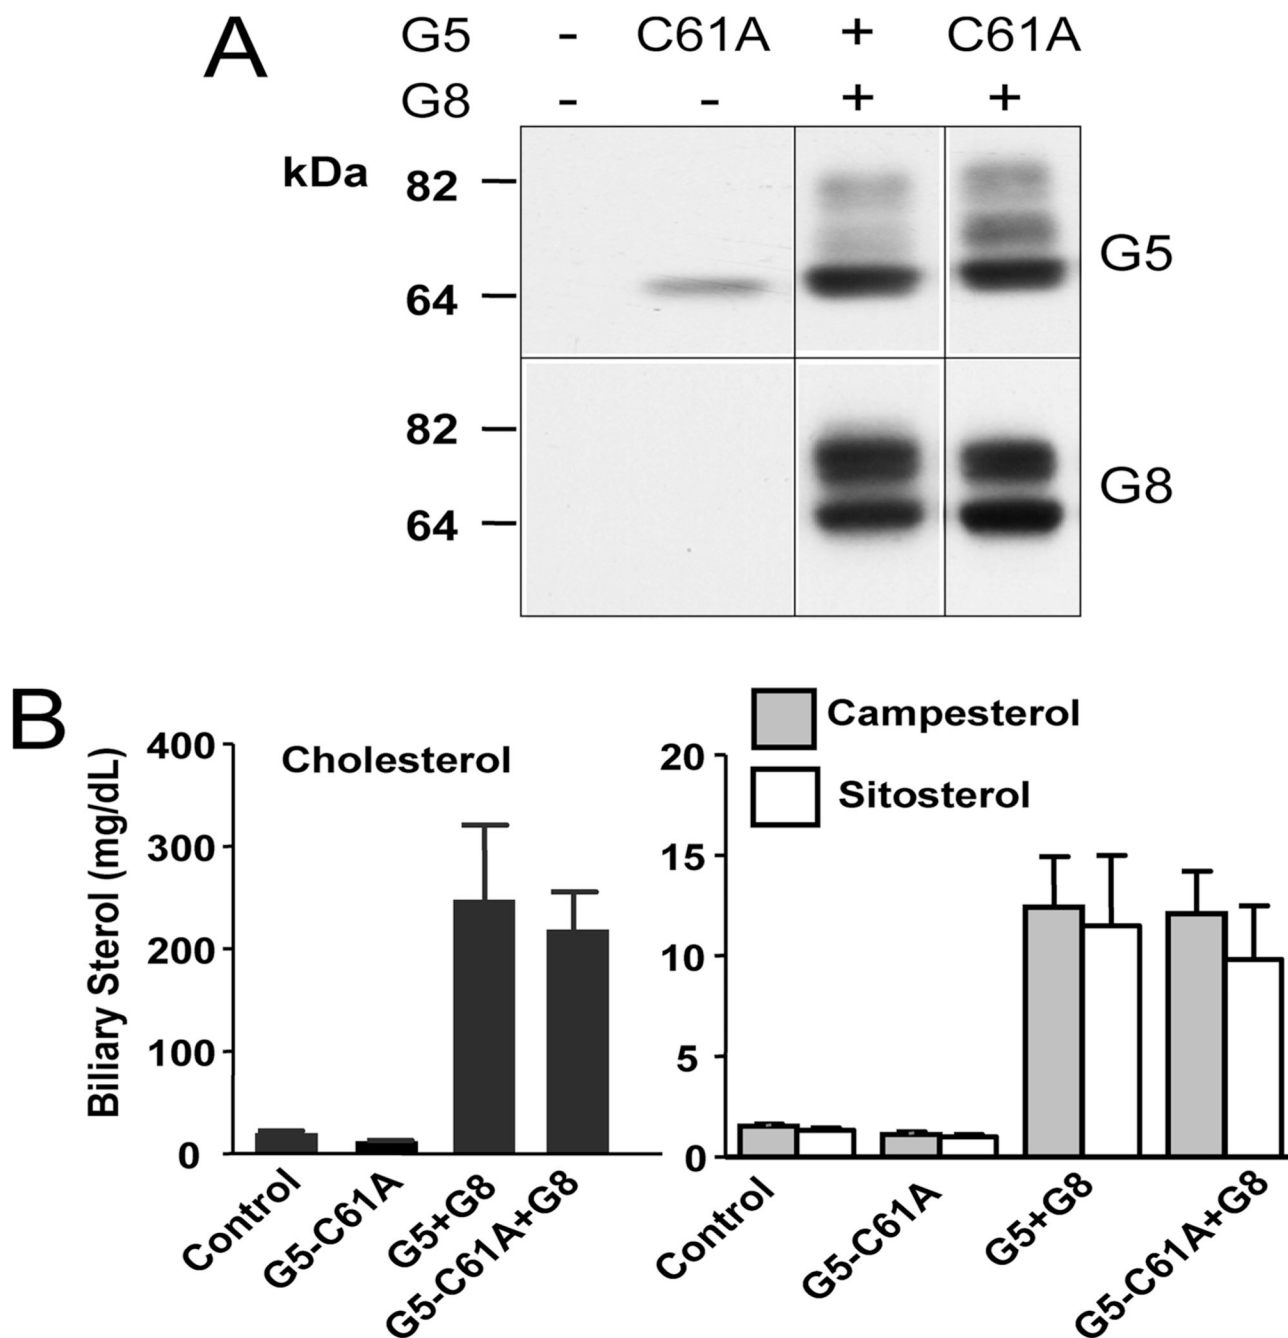 A
G5 - C61A + C61A
G8 - - + +
kDa
82
64
G5
82
64
G8
B
Biliary Sterol (mg/dL)
400
300
200
100
0
Cholesterol
Control
G5-C61A
G5+G8
G5-C61A+G8
Campesterol
Sitosterol
20
15
10
5
0
Control
G5-C61A
G5+G8
G5-C61A+G8